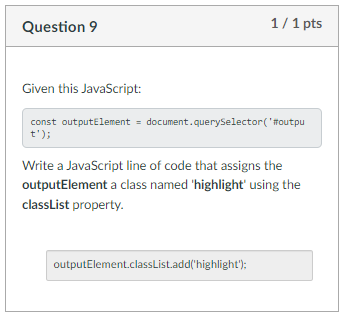 Question 9
1 / 1 pts
Given this JavaScript:
const outputElement = document.querySelector('#outpu
t');
Write a JavaScript line of code that assigns the
outputElement a class named 'highlight' using the
classList property.
outputElement.classList.add('highlight');